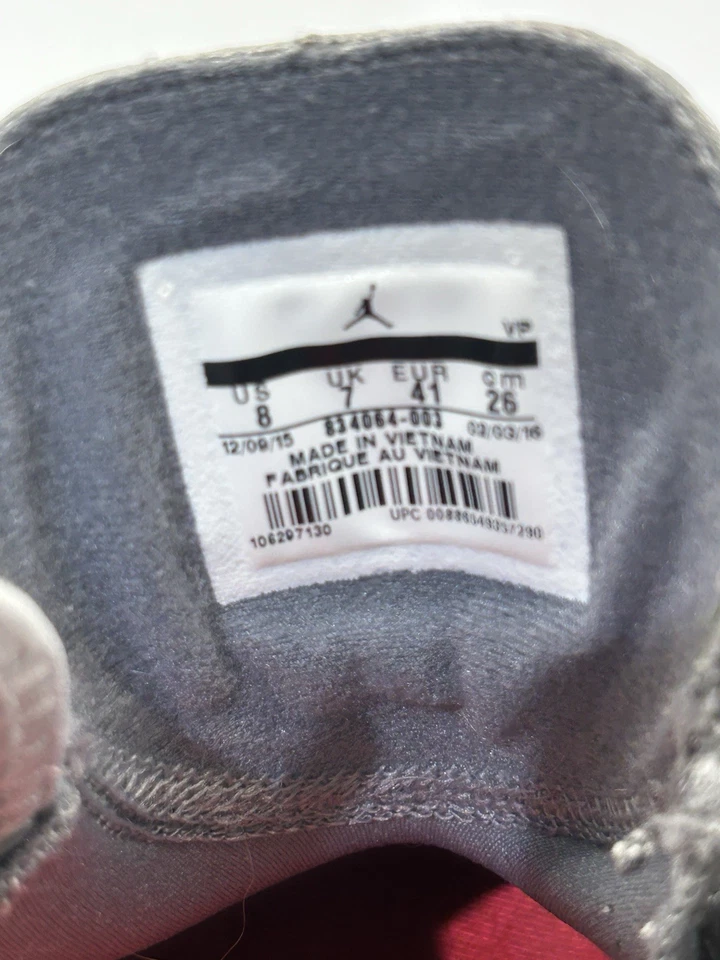 VP
US UK EUR cm
8 7 41 26
12/09/15 834064-003 02/03/16
MADE IN VIETNAM
FABRIQUE AU VIETNAM
106297130 UPC